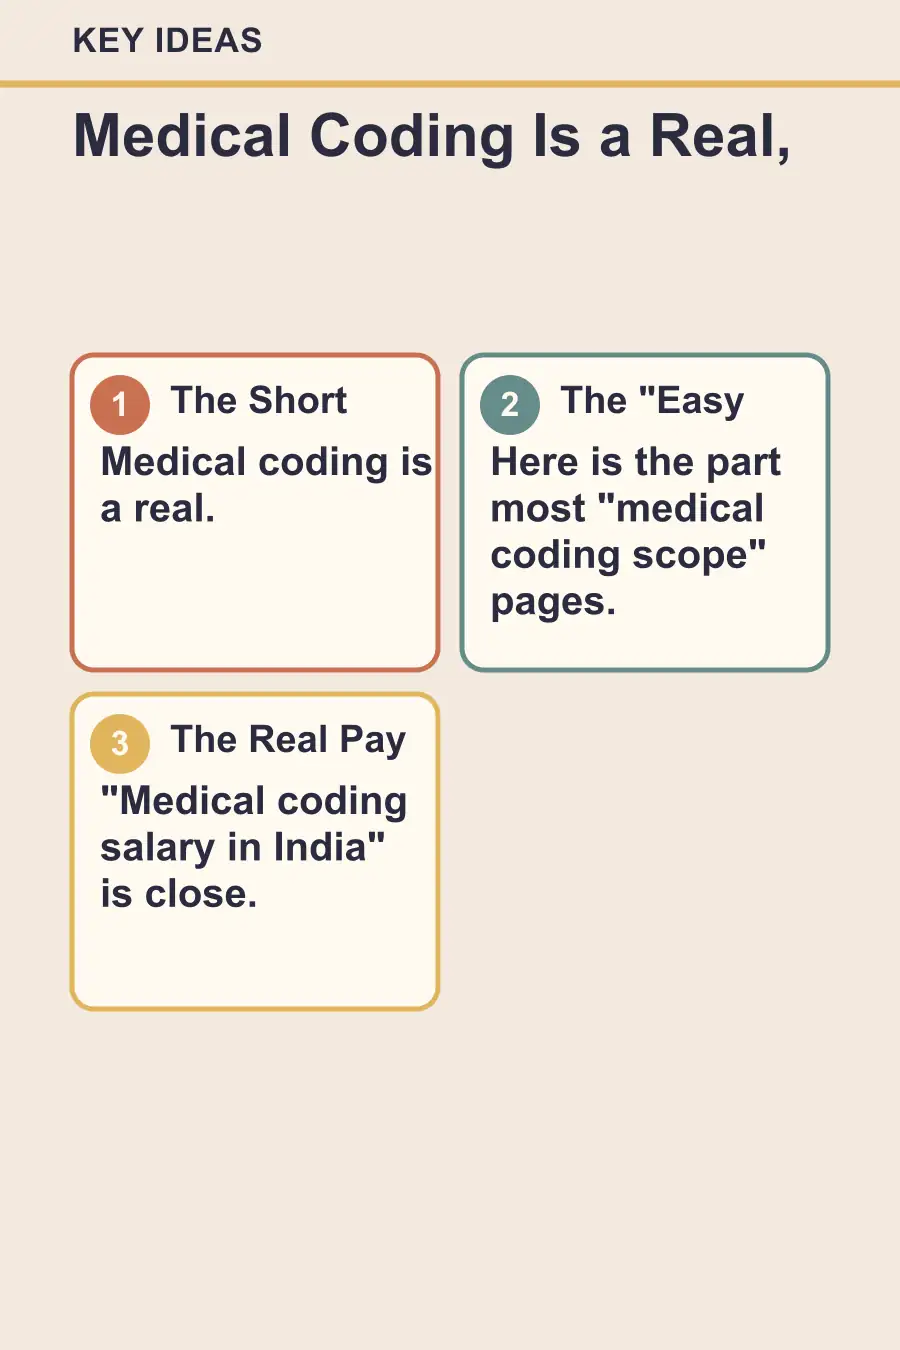 KEY IDEAS
Medical Coding Is a Real,
1
The Short
Medical coding is
a real.
2
The "Easy
Here is the part
most "medical
coding scope"
pages.
3
The Real Pay
"Medical coding
salary in India"
is close.